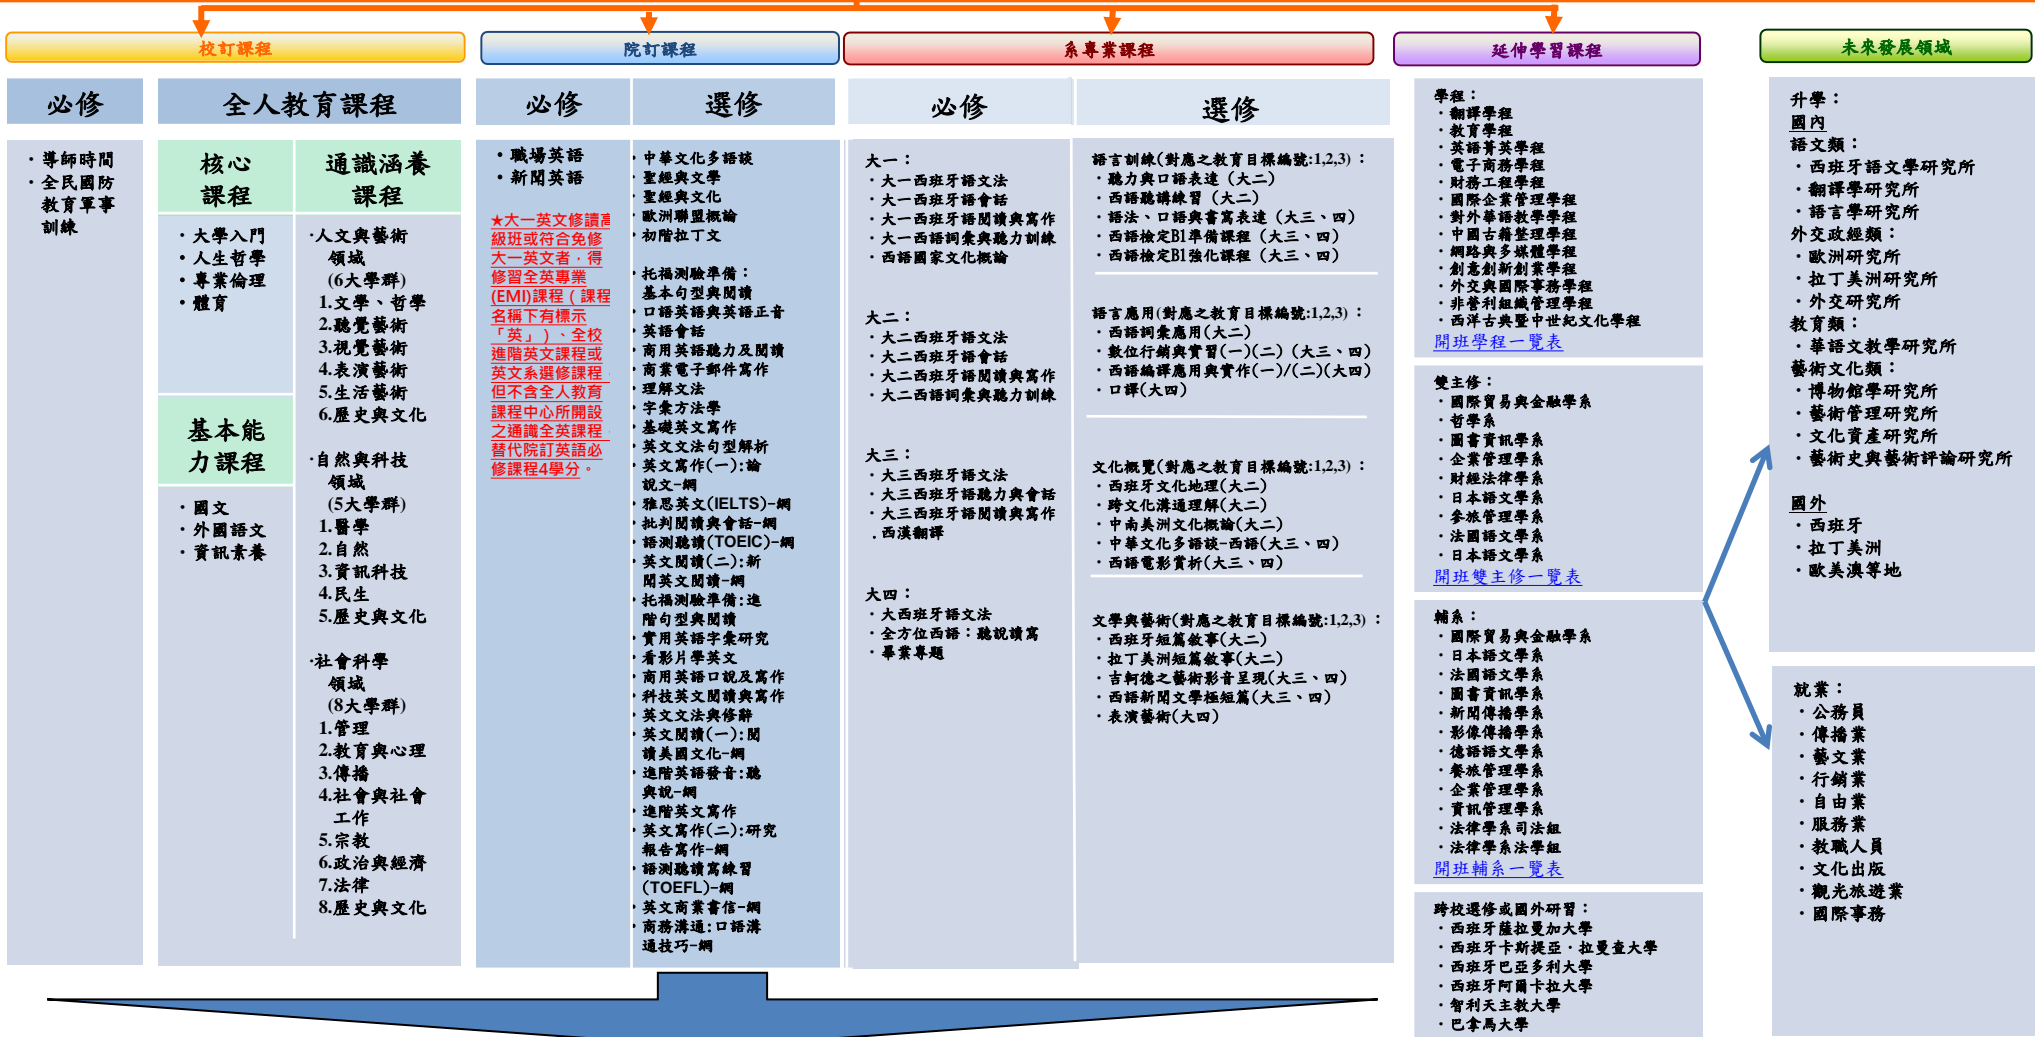 校訂課程
院訂課程
系專業課程
延伸學習課程
未來發展領域
必修
全人教育課程
・導師時間
・全民國防
教育軍事
訓練
核心
課程
・大學入門
・人生哲學
・專業倫理
・體育
基本能
力課程
・國文
・外國語文
・資訊素養
通識涵養
課程
·人文與藝術
領域
(6大學群)
1.文學、哲學
2.聽覺藝術
3.視覺藝術
4.表演藝術
5.生活藝術
6.歷史與文化
·自然與科技
領域
(5大學群)
1.醫學
2.自然
3.資訊科技
4.民生
5.歷史與文化
·社會科學
領域
(8大學群)
1.管理
2.教育與心理
3.傳播
4.社會與社會
工作
5.宗教
6.政治與經濟
7.法律
8.歷史與文化
必修
・職場英語
・新聞英語
★大一英文修讀高
級班或符合免修
大一英文者，得
修習全英專業
(EMI)課程（課程
名稱下有標示
「英」）、全校
進階英文課程或
英文系選修課程，
但不含全人教育
課程中心所開設
之通識全英課程，
替代院訂英語必
修課程4學分。
選修
・中華文化多語談
・聖經與文學
・聖經與文化
・歐洲聯盟概論
・初階拉丁文
・托福測驗準備：
基本句型與閱讀
・口語英語與英語正音
・英語會話
・商用英語聽力及閱讀
・商業電子郵件寫作
・理解文法
・字彙方法學
・基礎英文寫作
・英文文法句型解析
・英文寫作(一):論
說文-網
・雅思英文(IELTS)-網
・批判閱讀與會話-網
・語測聽讀(TOEIC)-網
・英文閱讀(二):新
聞英文閱讀-網
・托福測驗準備:進
階句型與閱讀
・實用英語字彙研究
・看影片學英文
・商用英語口說及寫作
・科技英文閱讀與寫作
・英文文法與修辭
・英文閱讀(一):閱
讀美國文化-網
・進階英語發音:聽
與說-網
・進階英文寫作
・英文寫作(二):研究
報告寫作-網
・語測聽讀寫練習
(TOEFL)-網
・英文商業書信-網
・商務溝通:口語溝
通技巧-網
必修
大一：
・大一西班牙語文法
・大一西班牙語會話
・大一西班牙語閱讀與寫作
・大一西語詞彙與聽力訓練
・西語國家文化概論
大二：
・大二西班牙語文法
・大二西班牙語會話
・大二西班牙語閱讀與寫作
・大二西語詞彙與聽力訓練
大三：
・大三西班牙語文法
・大三西班牙語聽力與會話
・大三西班牙語閱讀與寫作
．西漢翻譯
大四：
・大西班牙語文法
・全方位西語：聽說讀寫
・畢業專題
選修
語言訓練(對應之教育目標編號:1,2,3)：
・聽力與口語表達（大二）
・西語聽講練習（大二）
・語法、口語與書寫表達（大三、四）
・西語檢定B1準備課程（大三、四）
・西語檢定B1強化課程（大三、四）
語言應用(對應之教育目標編號:1,2,3)：
・西語詞彙應用(大二)
・數位行銷與實習(一)(二)（大三、四）
・西語編譯應用與實作(一)/(二)(大四)
・口譯(大四)
文化概覽(對應之教育目標編號:1,2,3)：
・西班牙文化地理(大二)
・跨文化溝通理解(大二)
・中南美洲文化概論(大二)
・中華文化多語談-西語(大三、四)
・西語電影賞析(大三、四)
文學與藝術(對應之教育目標編號:1,2,3)：
・西班牙短篇敘事(大二)
・拉丁美洲短篇敘事(大二)
・吉軻德之藝術影音呈現(大三、四)
・西語新聞文學極短篇(大三、四)
・表演藝術(大四)
學程：
・翻譯學程
・教育學程
・英語菁英學程
・電子商務學程
・財務工程學程
・國際企業管理學程
・對外華語教學學程
・中國古籍整理學程
・網路與多媒體學程
・創意創新創業學程
・外交與國際事務學程
・非營利組織管理學程
・西洋古典暨中世紀文化學程
開班學程一覽表
雙主修：
・國際貿易與金融學系
・哲學系
・圖書資訊學系
・企業管理學系
・財經法律學系
・日本語文學系
・餐旅管理學系
・法國語文學系
・日本語文學系
開班雙主修一覽表
輔系：
・國際貿易與金融學系
・日本語文學系
・法國語文學系
・圖書資訊學系
・新聞傳播學系
・影像傳播學系
・德語語文學系
・餐旅管理學系
・企業管理學系
・資訊管理學系
・法律學系司法組
・法律學系法學組
開班輔系一覽表
跨校選修或國外研習：
・西班牙薩拉曼加大學
・西班牙卡斯提亞・拉曼查大學
・西班牙巴亞多利大學
・西班牙阿爾卡拉大學
・智利天主教大學
・巴拿馬大學
升學：
國內
語文類：
・西班牙語文學研究所
・翻譯學研究所
・語言學研究所
外交政經類：
・歐洲研究所
・拉丁美洲研究所
・外交研究所
教育類：
・華語文教學研究所
藝術文化類：
・博物館學研究所
・藝術管理研究所
・文化資產研究所
・藝術史與藝術評論研究所
國外
・西班牙
・拉丁美洲
・歐美澳等地
就業：
・公務員
・傳播業
・藝文業
・行銷業
・自由業
・服務業
・教職人員
・文化出版
・觀光旅遊業
・國際事務